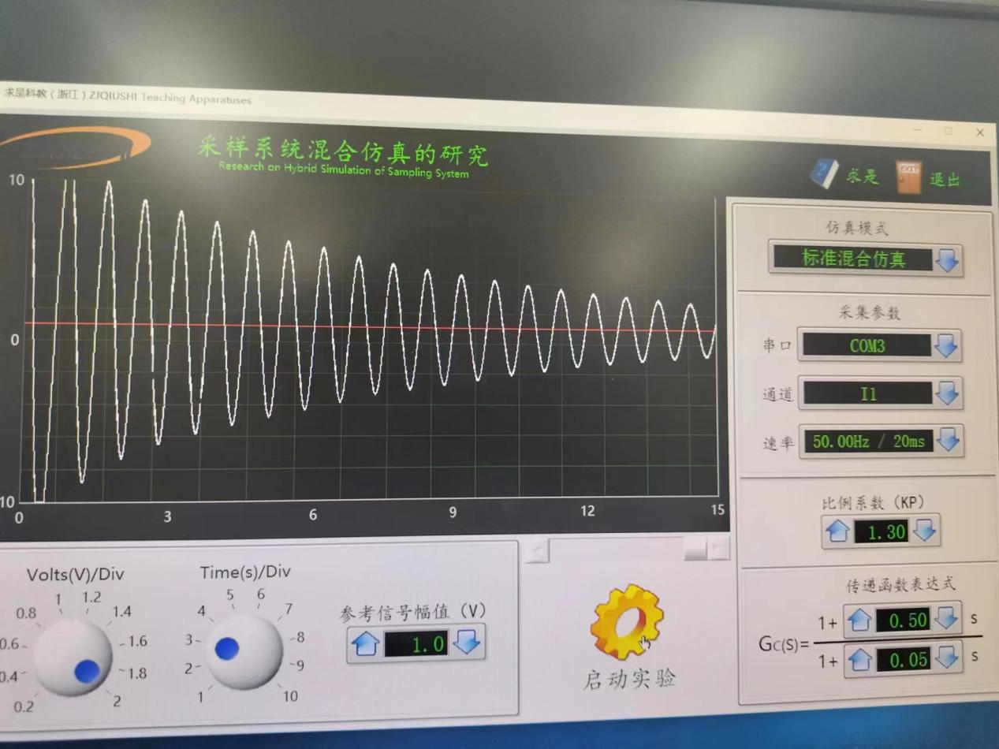 求是科教（浙江）ZJQIUSHI Teaching Apparatuses
采样系统混合仿真的研究
Research on Hybrid Simulation of Sampling System
求是
EXIT
退出
10
0
10
0
3
6
9
12
15
仿真模式
标准混合仿真
采集参数
串口
COM3
通道
I1
速率
50.00Hz / 20ms
比例系数（KP）
1.30
传递函数表达式
GC(S)=
1+ 0.50 s
1+ 0.05 s
Volts(V)/Div
0.2
0.4
0.6
0.8
1
1.2
1.4
1.6
1.8
2
Time(s)/Div
1
2
3
4
5
6
7
8
9
10
参考信号幅值（V）
1.0
启动实验